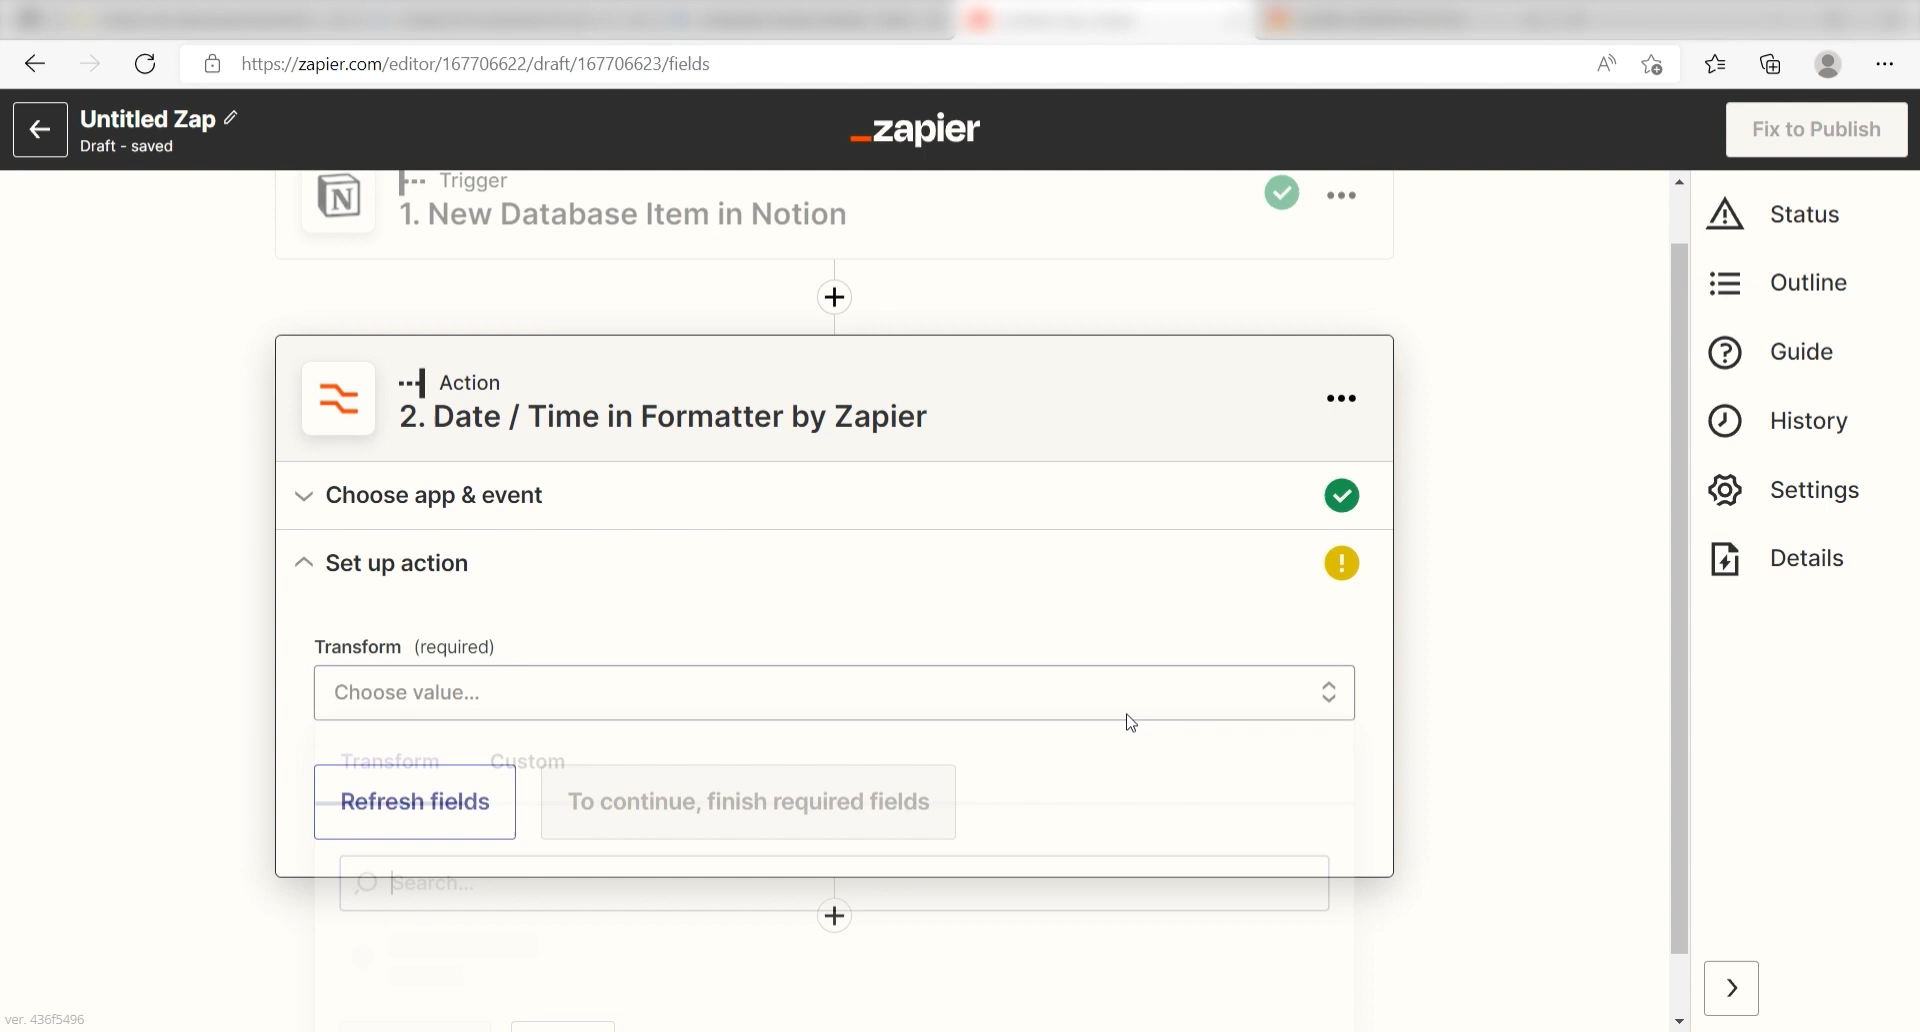 https://zapier.com/editor/167706622/draft/167706623/fields
Untitled Zap
Draft - saved
_zapier
Fix to Publish
Trigger
1. New Database Item in Notion
Action
2. Date / Time in Formatter by Zapier
Choose app & event
Set up action
Transform (required)
Choose value...
Transform Custom
Refresh fields
To continue, finish required fields
Search...
Status
Outline
Guide
History
Settings
Details
ver. 436f5496